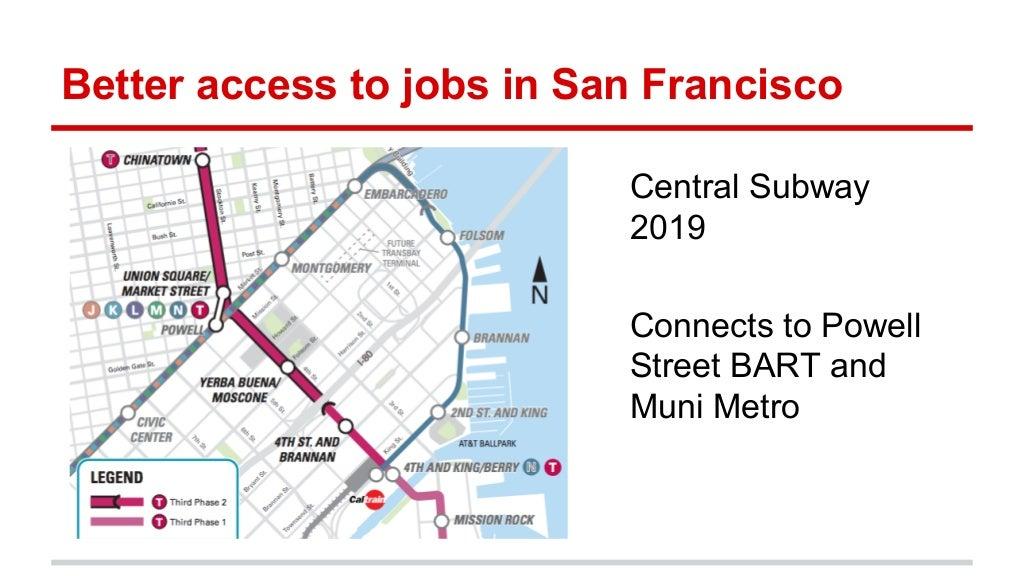 Better access to jobs in San Francisco
Central Subway
2019
Connects to Powell
Street BART and
Muni Metro
T CHINATOWN
California St.
Stockton St.
Kearny St.
Montgomery St.
Battery St.
Leavenworth St.
Bush St.
Post St.
Market St.
EMBARCADERO
FOLSOM
FUTURE
TRANSBAY
TERMINAL
MONTGOMERY
1st St.
N
UNION SQUARE/
MARKET STREET
J K L M N T
POWELL
Mission St.
Howard St.
Folsom St.
2nd St.
Harrison St.
I-80
BRANNAN
Golden Gate St.
4th St.
YERBA BUENA/
MOSCONE
5th St.
3rd St.
CIVIC
CENTER
7th St.
6th St.
2ND ST. AND KING
4TH ST. AND
BRANNAN
King St.
AT&T BALLPARK
4TH AND KING/BERRY N T
Bryant St.
Brannan St.
Townsend St.
Caltrain
MISSION ROCK
LEGEND
T Third Phase 2
T Third Phase 1